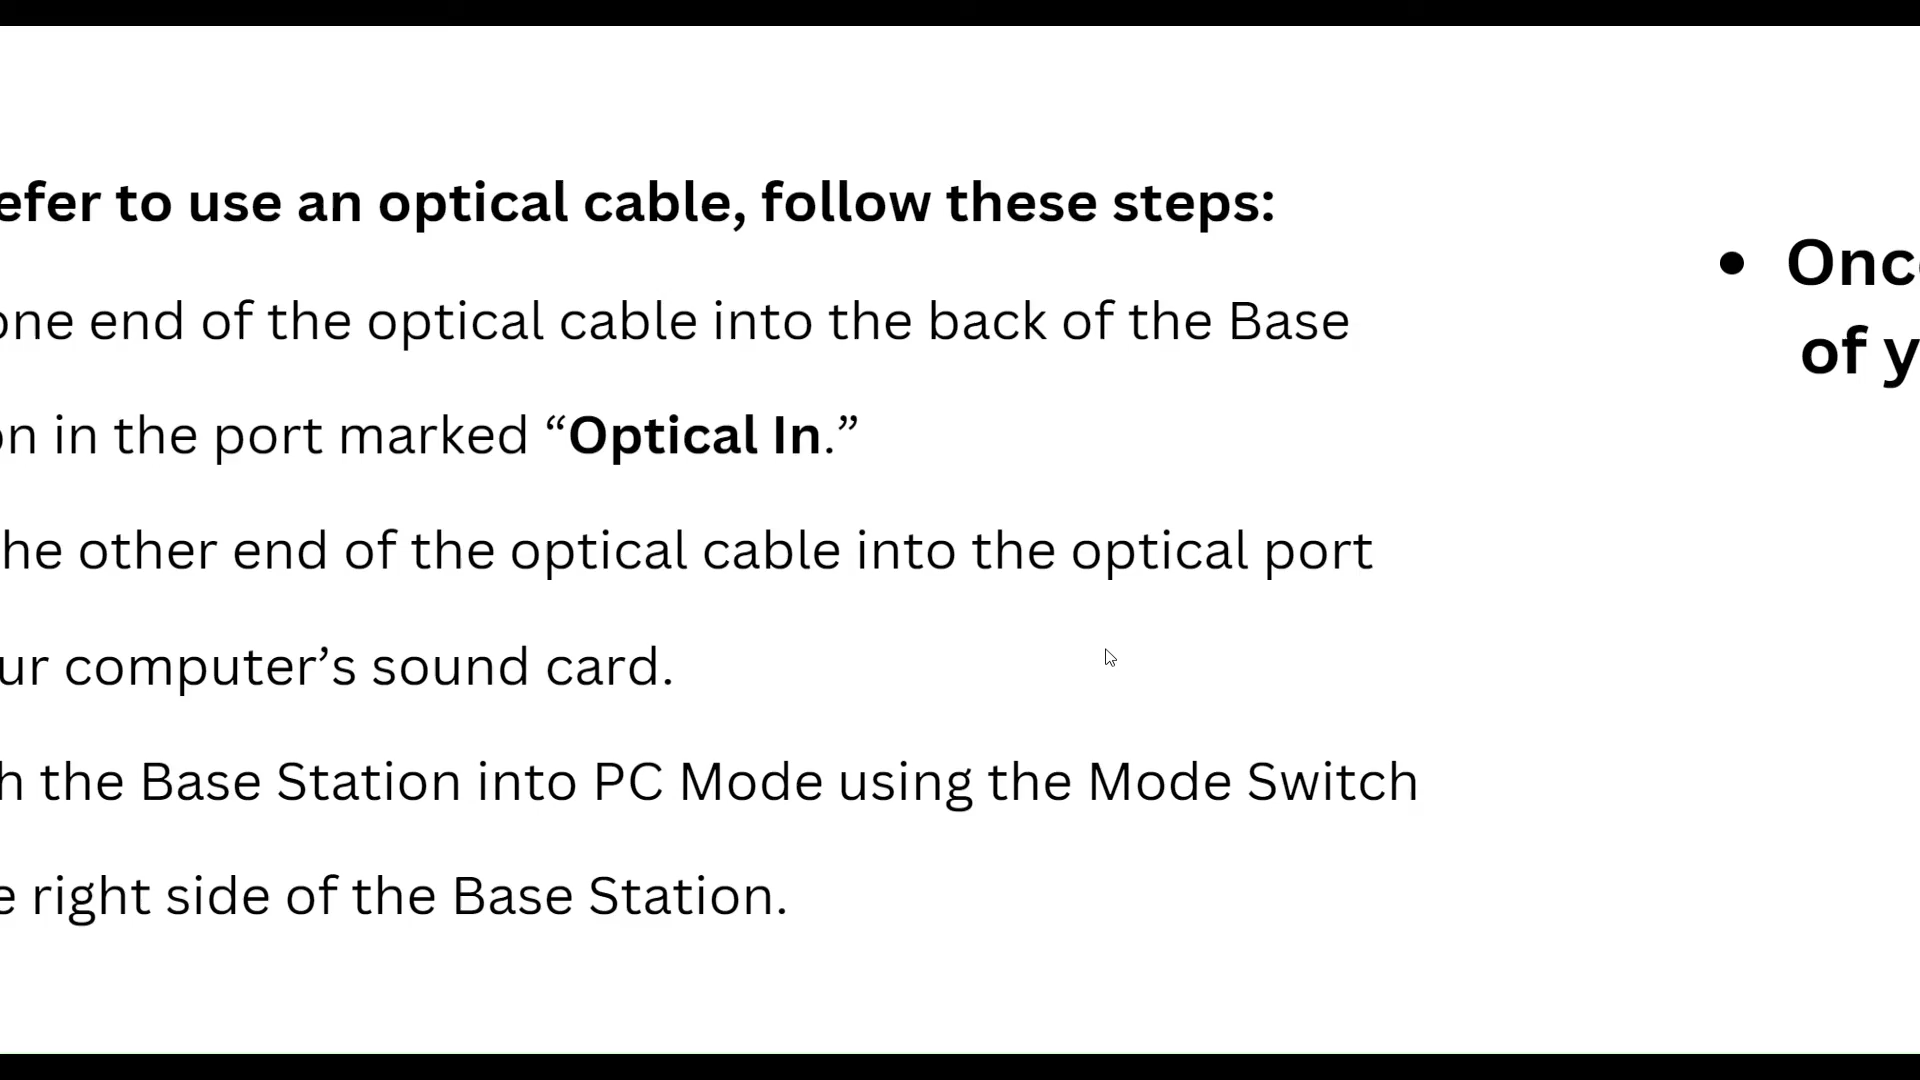 efer to use an optical cable, follow these steps:
one end of the optical cable into the back of the Base
on in the port marked “Optical In.”
he other end of the optical cable into the optical port
ur computer’s sound card.
h the Base Station into PC Mode using the Mode Switch
e right side of the Base Station.
• Once
of y